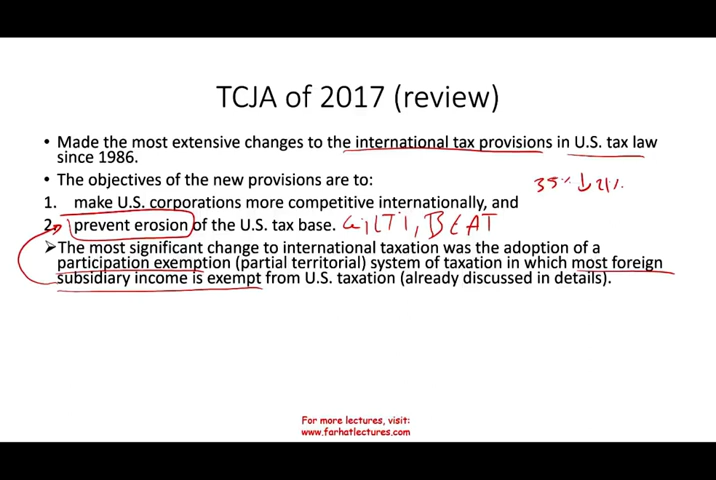 TCJA of 2017 (review)
• Made the most extensive changes to the international tax provisions in U.S. tax law
since 1986.
• The objectives of the new provisions are to:
35% ↓ 21%
1. make U.S. corporations more competitive internationally, and
2. prevent erosion of the U.S. tax base. GILTI, BEAT
➢The most significant change to international taxation was the adoption of a
participation exemption (partial territorial) system of taxation in which most foreign
subsidiary income is exempt from U.S. taxation (already discussed in details).
For more lectures, visit:
www.farhatlectures.com